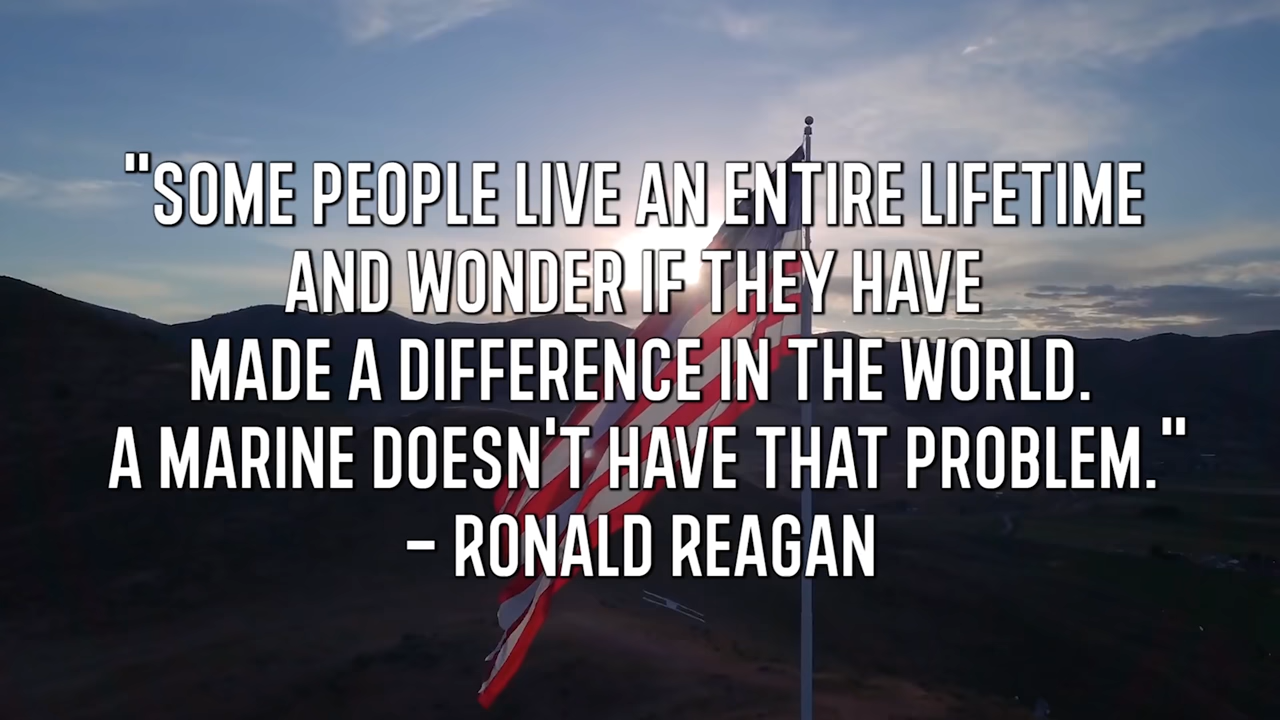 "SOME PEOPLE LIVE AN ENTIRE LIFETIME
AND WONDER IF THEY HAVE
MADE A DIFFERENCE IN THE WORLD.
A MARINE DOESN'T HAVE THAT PROBLEM."
- RONALD REAGAN